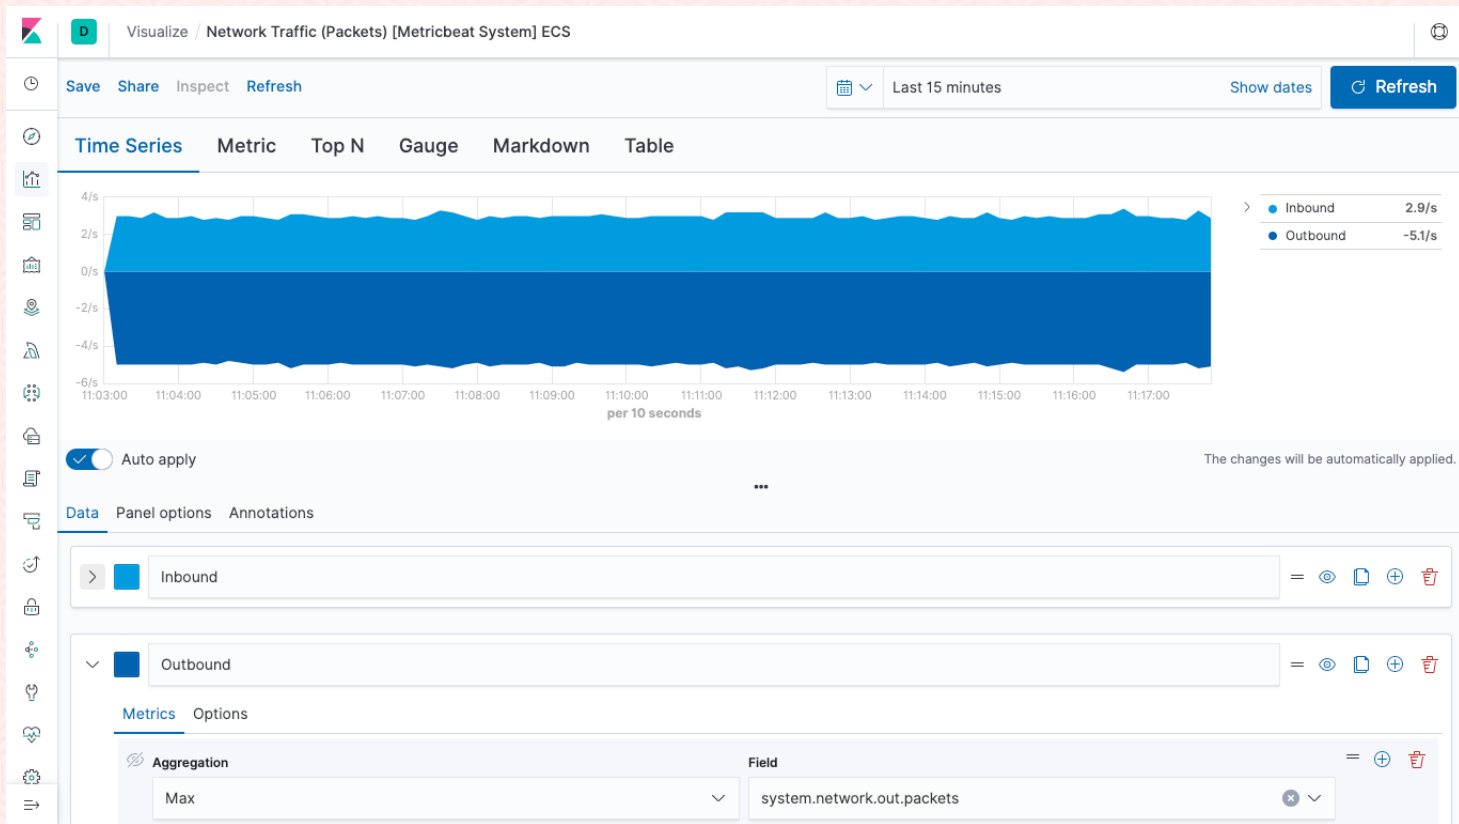 D Visualize / Network Traffic (Packets) [Metricbeat System] ECS
Save Share Inspect Refresh Last 15 minutes Show dates Refresh
Time Series Metric Top N Gauge Markdown Table
4/s
2/s
0/s
-2/s
-4/s
-6/s
11:03:00 11:04:00 11:05:00 11:06:00 11:07:00 11:08:00 11:09:00 11:10:00 11:11:00 11:12:00 11:13:00 11:14:00 11:15:00 11:16:00 11:17:00
per 10 seconds
Inbound 2.9/s
Outbound -5.1/s
Auto apply The changes will be automatically applied.
Data Panel options Annotations
Inbound
Outbound
Metrics Options
Aggregation Field
Max system.network.out.packets